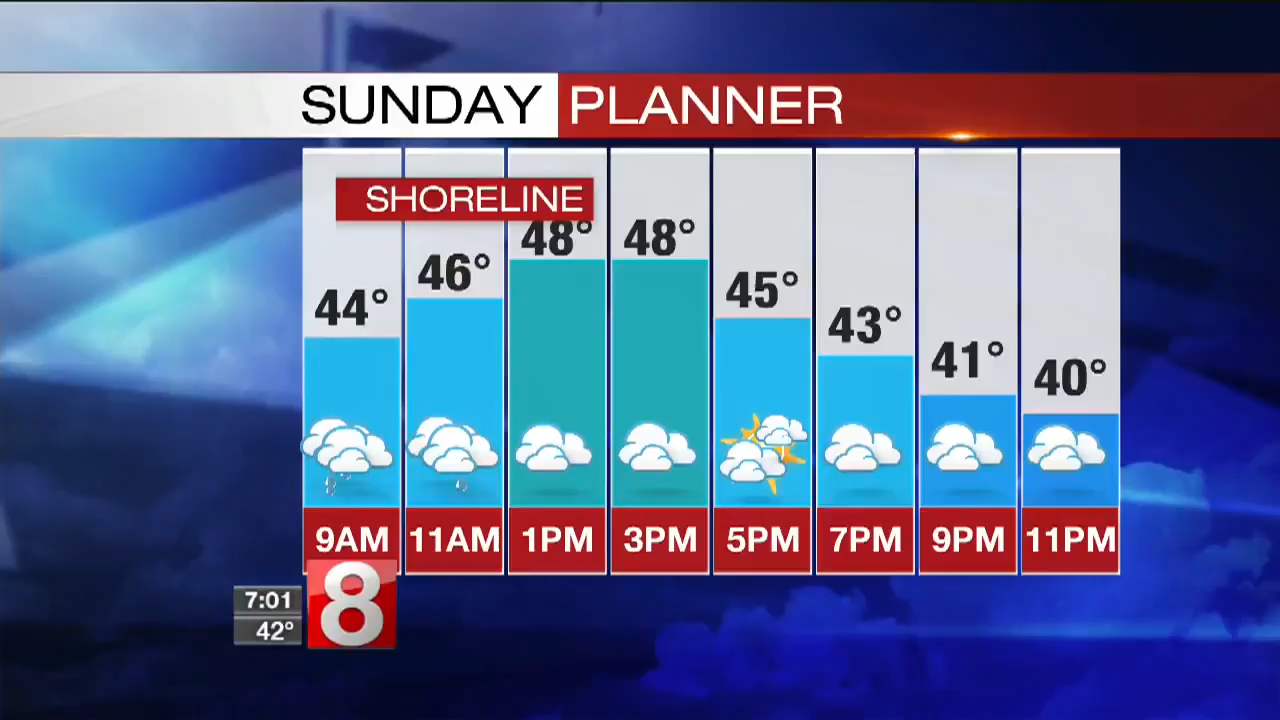 SUNDAY PLANNER
SHORELINE
44° 46° 48° 48° 45° 43° 41° 40°
9AM 11AM 1PM 3PM 5PM 7PM 9PM 11PM
7:01
42°
8